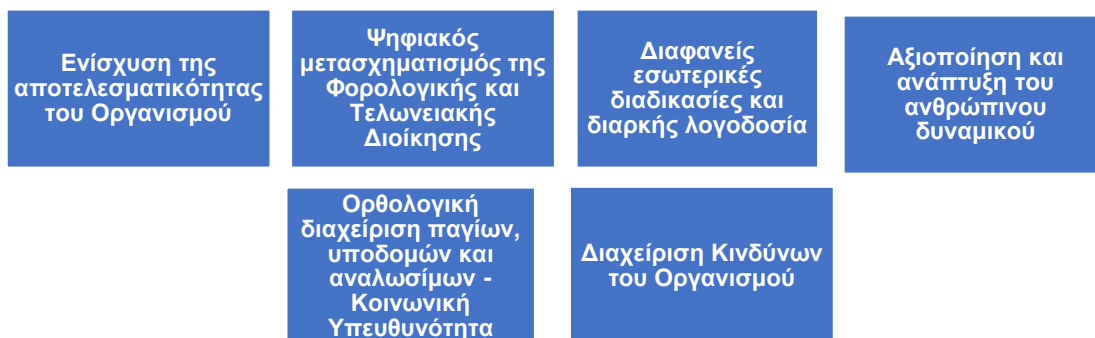 Ενίσχυση της
αποτελεσματικότητας
του Οργανισμού
Ψηφιακός
μετασχηματισμός της
Φορολογικής και
Τελωνειακής
Διοίκησης
Διαφανείς
εσωτερικές
διαδικασίες και
διαρκής λογοδοσία
Αξιοποίηση και
ανάπτυξη του
ανθρώπινου
δυναμικού
Ορθολογική
διαχείριση παγίων,
υποδομών και
αναλωσίμων -
Κοινωνική
Υπευθυνότητα
Διαχείριση Κινδύνων
του Οργανισμού